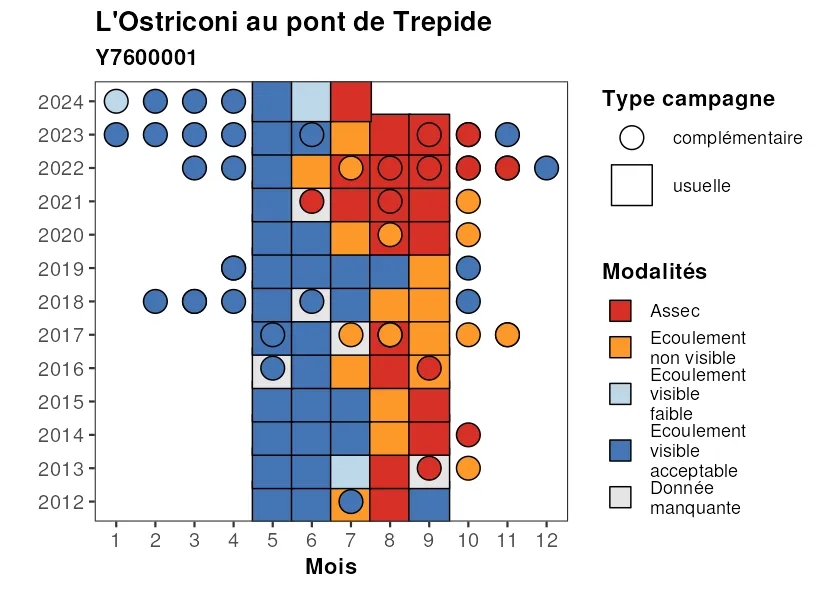 L'Ostriconi au pont de Trepide
Y7600001
2024
2023
2022
2021
2020
2019
2018
2017
2016
2015
2014
2013
2012
1 2 3 4 5 6 7 8 9 10 11 12
Mois
Type campagne
complémentaire
usuelle
Modalités
Assec
Ecoulement
non visible
Ecoulement
visible
faible
Ecoulement
visible
acceptable
Donnée
manquante